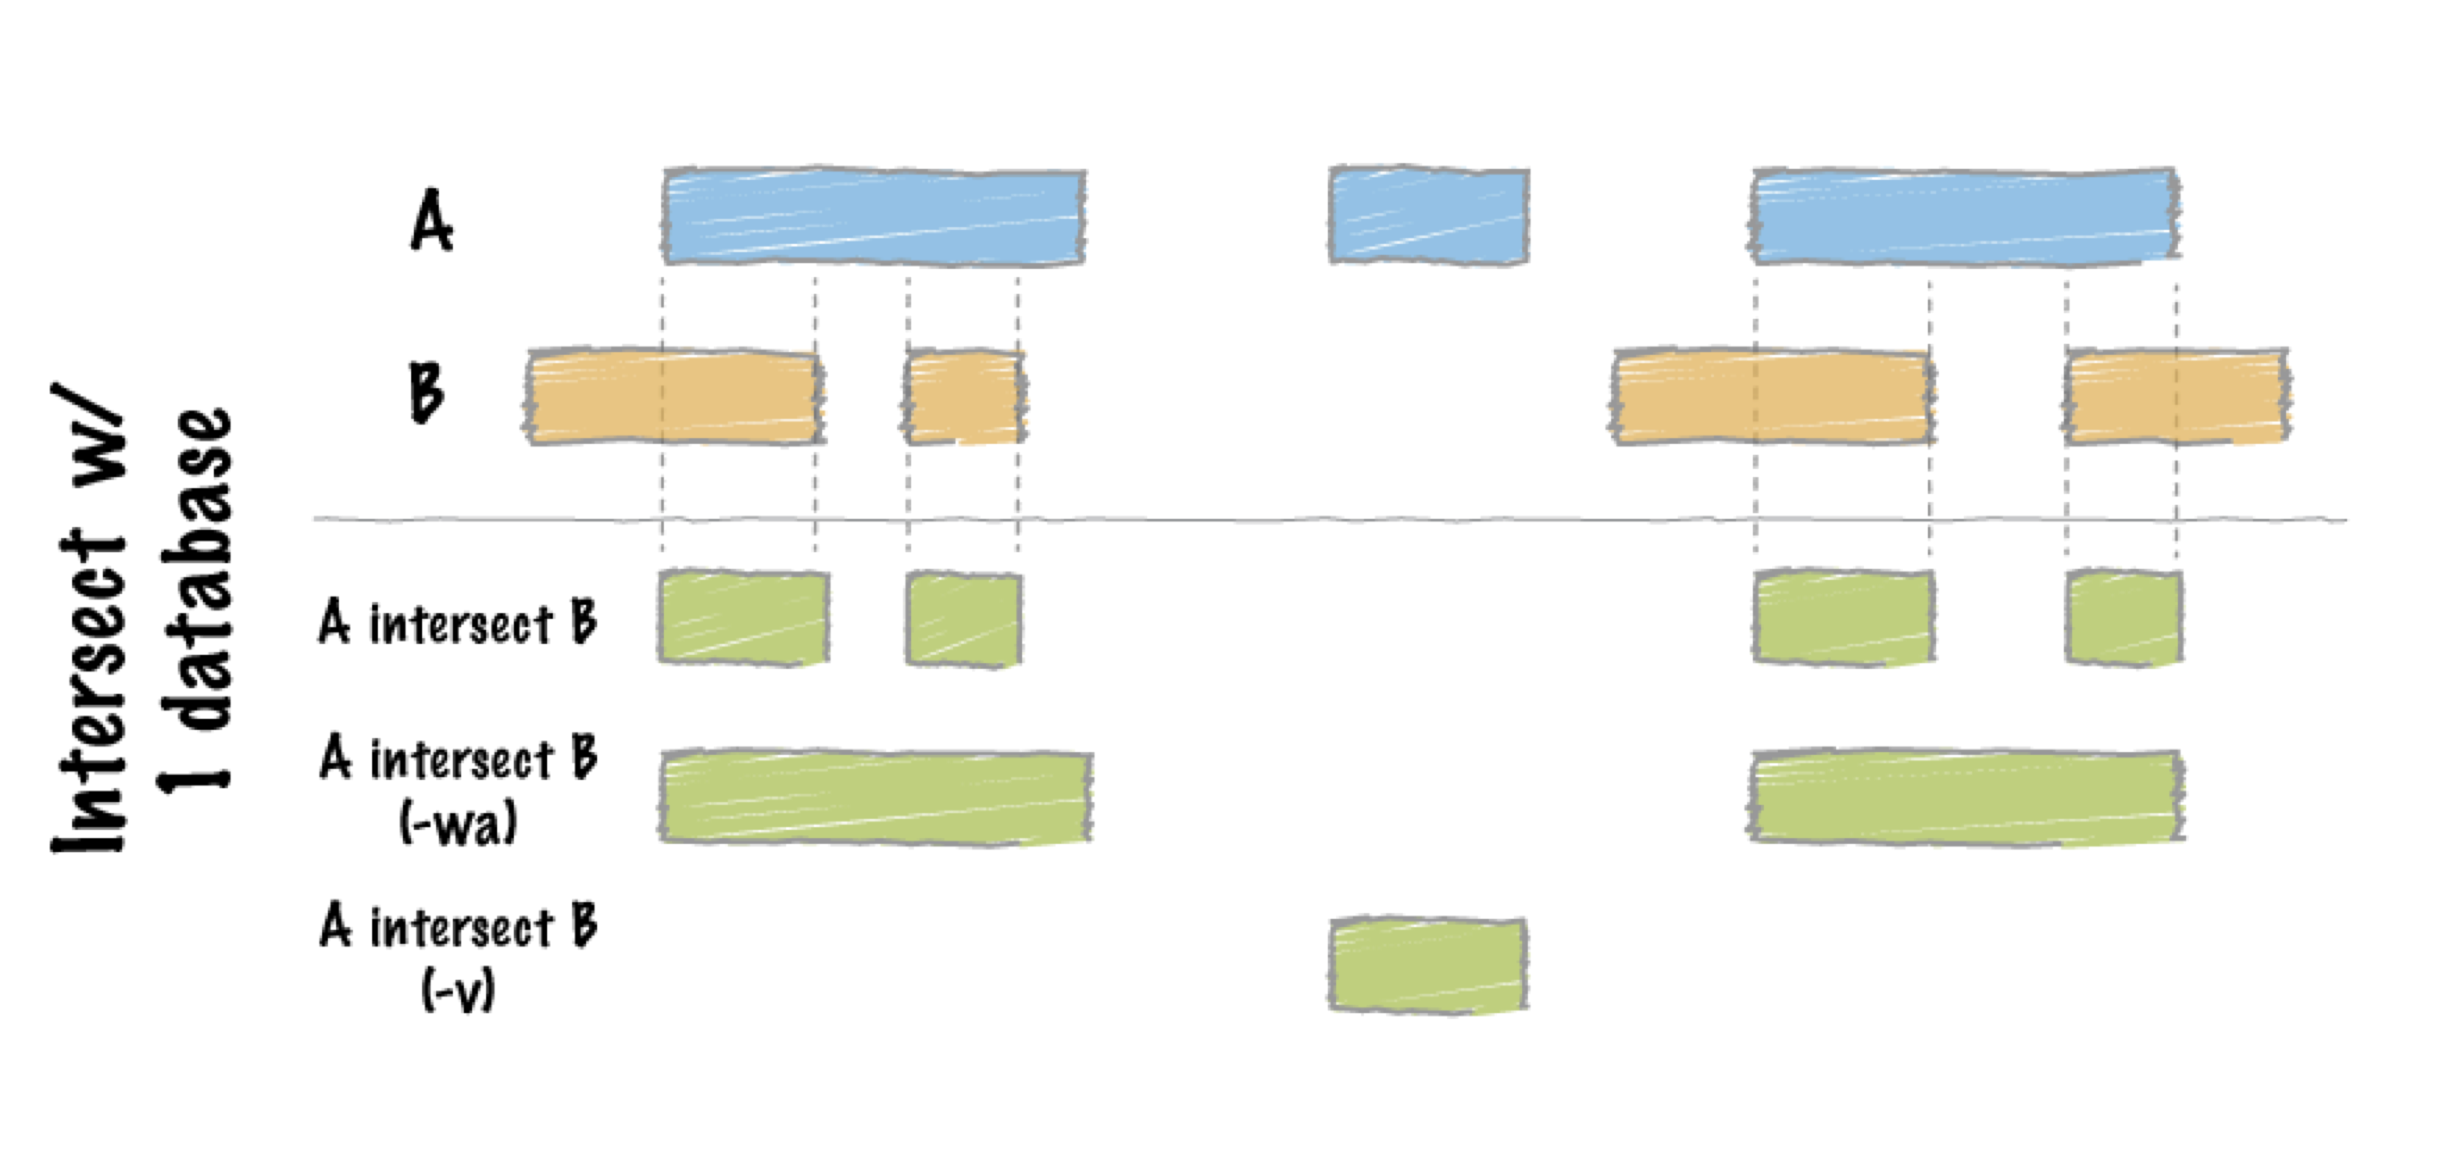 Intersect w/
1 database
A
B
A intersect B
A intersect B
(-wa)
A intersect B
(-v)